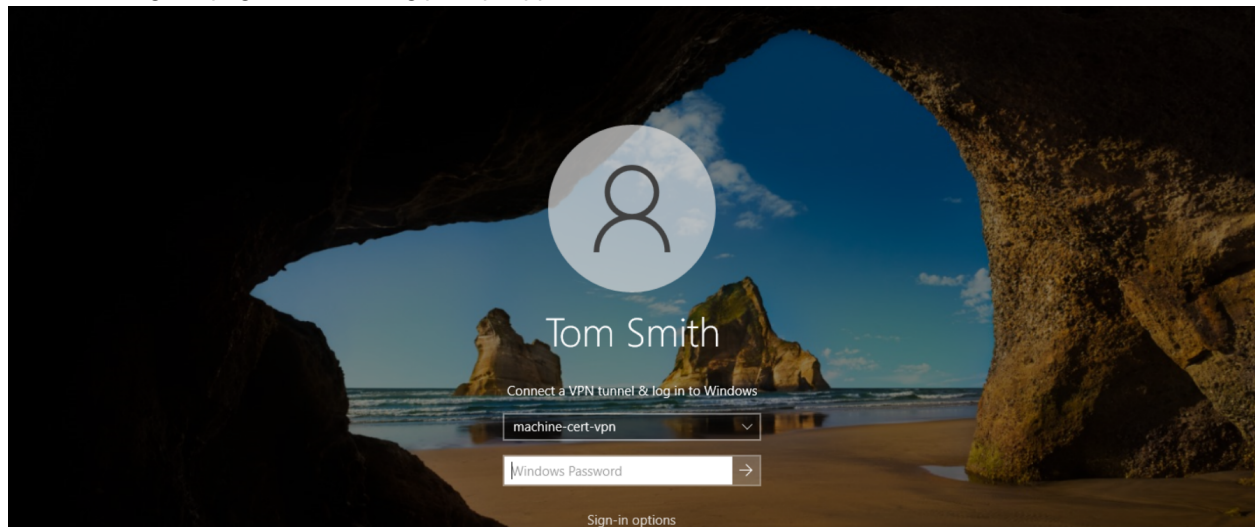 Tom Smith
Connect a VPN tunnel & log in to Windows
machine-cert-vpn
Windows Password
Sign-in options